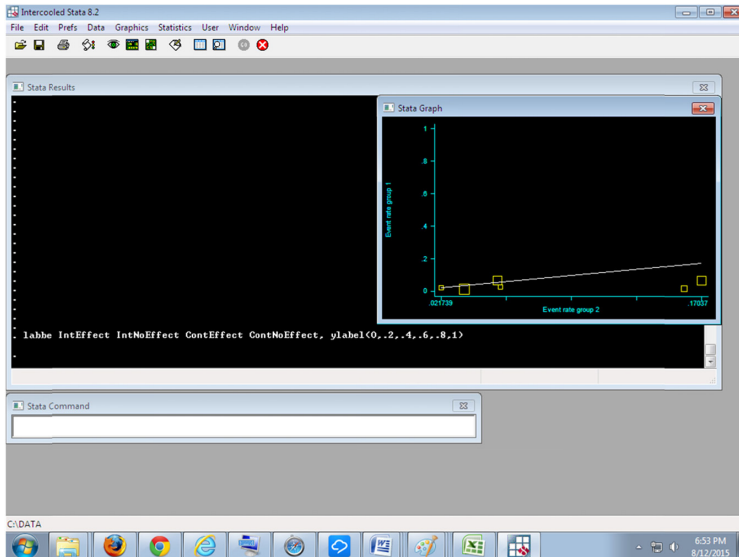 Intercooled Stata 8.2
File Edit Prefs Data Graphics Statistics User Window Help
Stata Results
. labbe IntEffect IntNoEffect ContEffect ContNoEffect, ylabel(0,.2,.4,.6,.8,1)
.
Stata Graph
Event rate group 1
1
.8
.6
.4
.2
0
.021739
.17037
Event rate group 2
Stata Command
C:\DATA
6:53 PM
8/12/2015